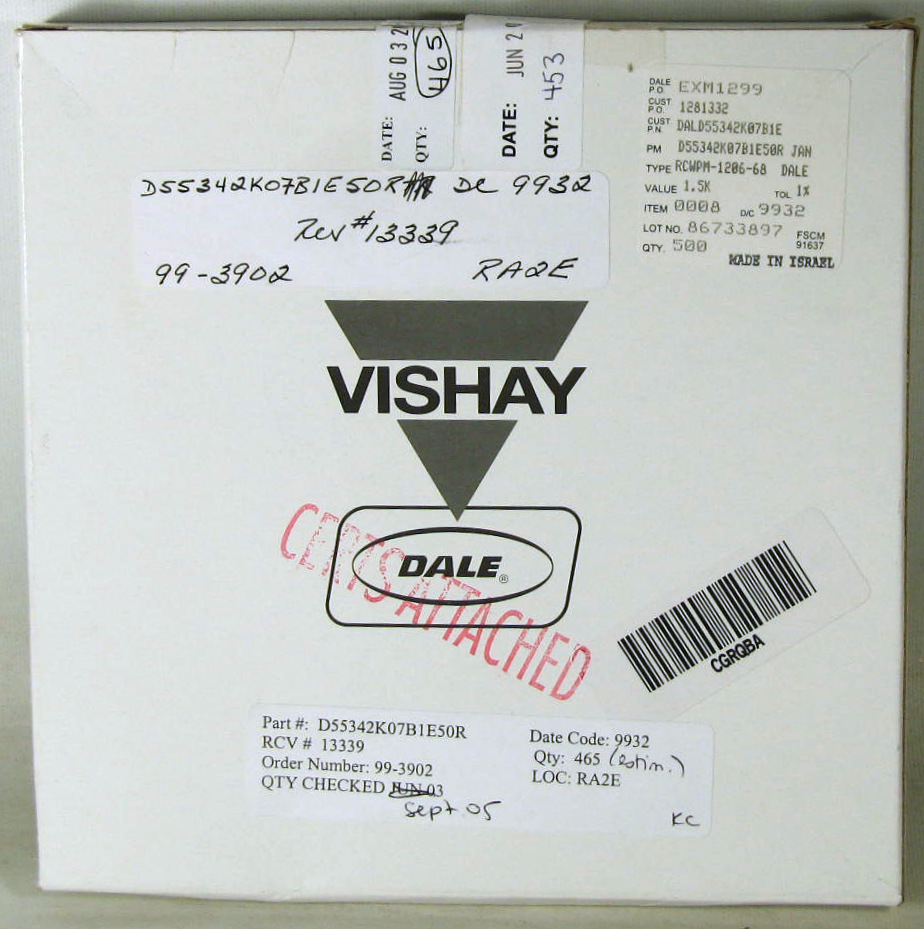 DATE: AUG 03 2
QTY: 465
DATE: JUN 2
QTY: 453
DALE P.O. EXM1299
CUST P.O. 1281332
CUST P.N. DALD55342K07B1E
PM D55342K07B1E50R JAN
TYPE RCWPM-1206-68 DALE
VALUE 1.5K TOL 1%
ITEM 0008 D/C 9932
LOT NO. 86733897 FSCM 91637
QTY. 500
MADE IN ISRAEL
D55342K07B1E50R DC 9932
Rcv #13339
99-3902 RA2E
VISHAY
DALE®
CERTS ATTACHED
CGRQBA
Part #: D55342K07B1E50R Date Code: 9932
RCV # 13339 Qty: 465 (estim.)
Order Number: 99-3902 LOC: RA2E
QTY CHECKED JUN 03
Sept. 05 KC